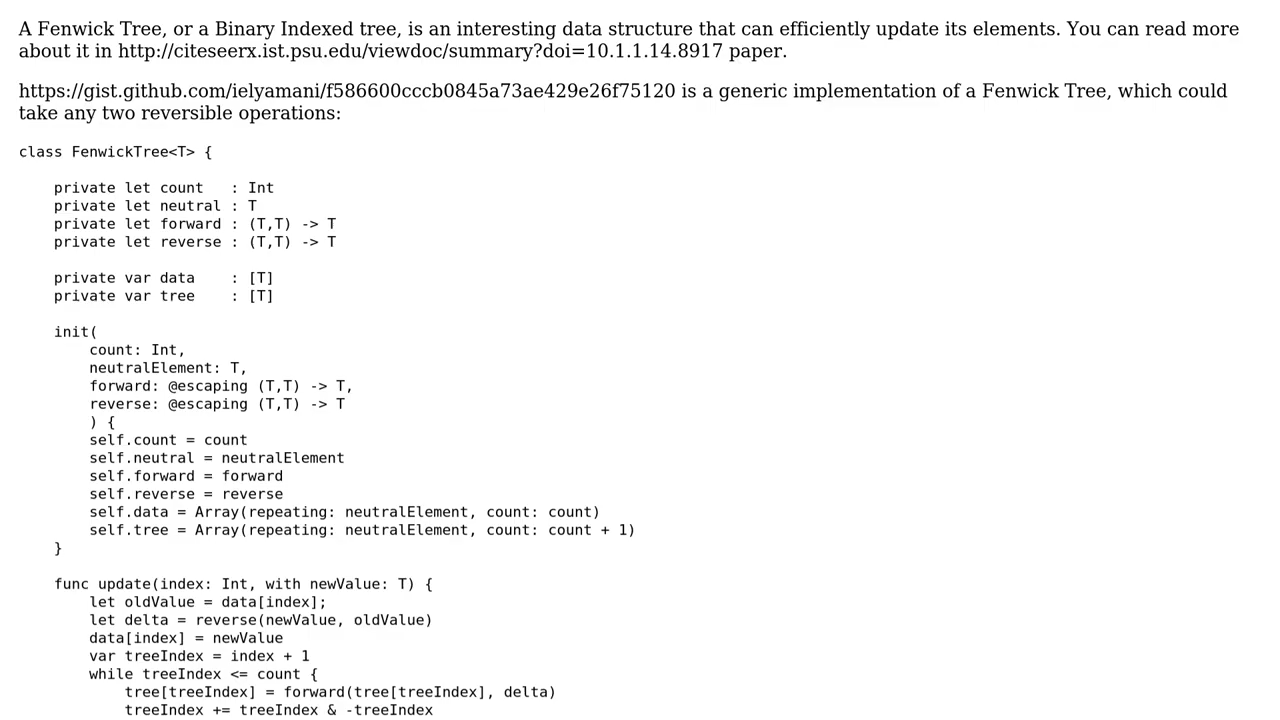 A Fenwick Tree, or a Binary Indexed tree, is an interesting data structure that can efficiently update its elements. You can read more
about it in http://citeseerx.ist.psu.edu/viewdoc/summary?doi=10.1.1.14.8917 paper.
https://gist.github.com/ielyamani/f586600cccb0845a73ae429e26f75120 is a generic implementation of a Fenwick Tree, which could
take any two reversible operations:
class FenwickTree<T> {
    private let count   : Int
    private let neutral : T
    private let forward : (T,T) -> T
    private let reverse : (T,T) -> T
    private var data    : [T]
    private var tree    : [T]
    init(
        count: Int,
        neutralElement: T,
        forward: @escaping (T,T) -> T,
        reverse: @escaping (T,T) -> T
        ) {
        self.count = count
        self.neutral = neutralElement
        self.forward = forward
        self.reverse = reverse
        self.data = Array(repeating: neutralElement, count: count)
        self.tree = Array(repeating: neutralElement, count: count + 1)
    }
    func update(index: Int, with newValue: T) {
        let oldValue = data[index];
        let delta = reverse(newValue, oldValue)
        data[index] = newValue
        var treeIndex = index + 1
        while treeIndex <= count {
            tree[treeIndex] = forward(tree[treeIndex], delta)
            treeIndex += treeIndex & -treeIndex